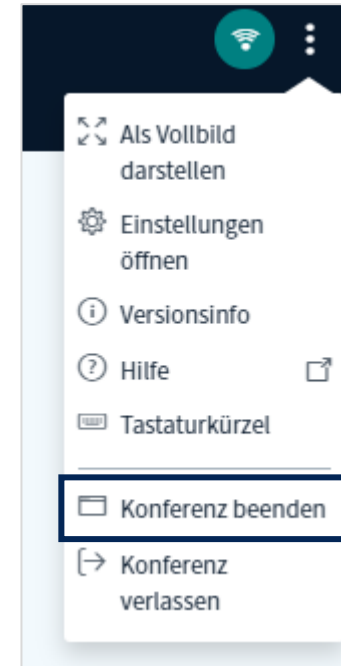 Als Vollbild
darstellen
Einstellungen
öffnen
Versionsinfo
Hilfe
Tastaturkürzel
Konferenz beenden
Konferenz
verlassen